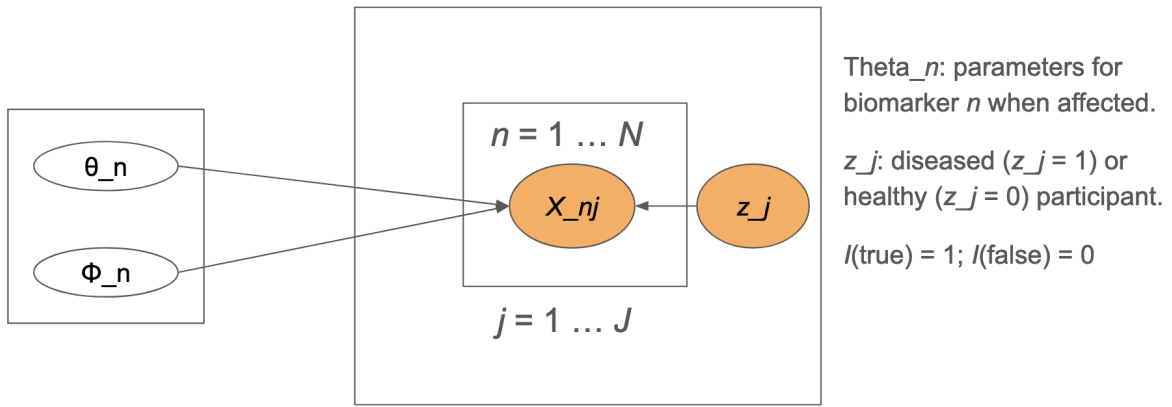 θ_n
Φ_n
n = 1 … N
X_nj
z_j
j = 1 … J
Theta_n: parameters for
biomarker n when affected.
z_j: diseased (z_j = 1) or
healthy (z_j = 0) participant.
I(true) = 1; I(false) = 0